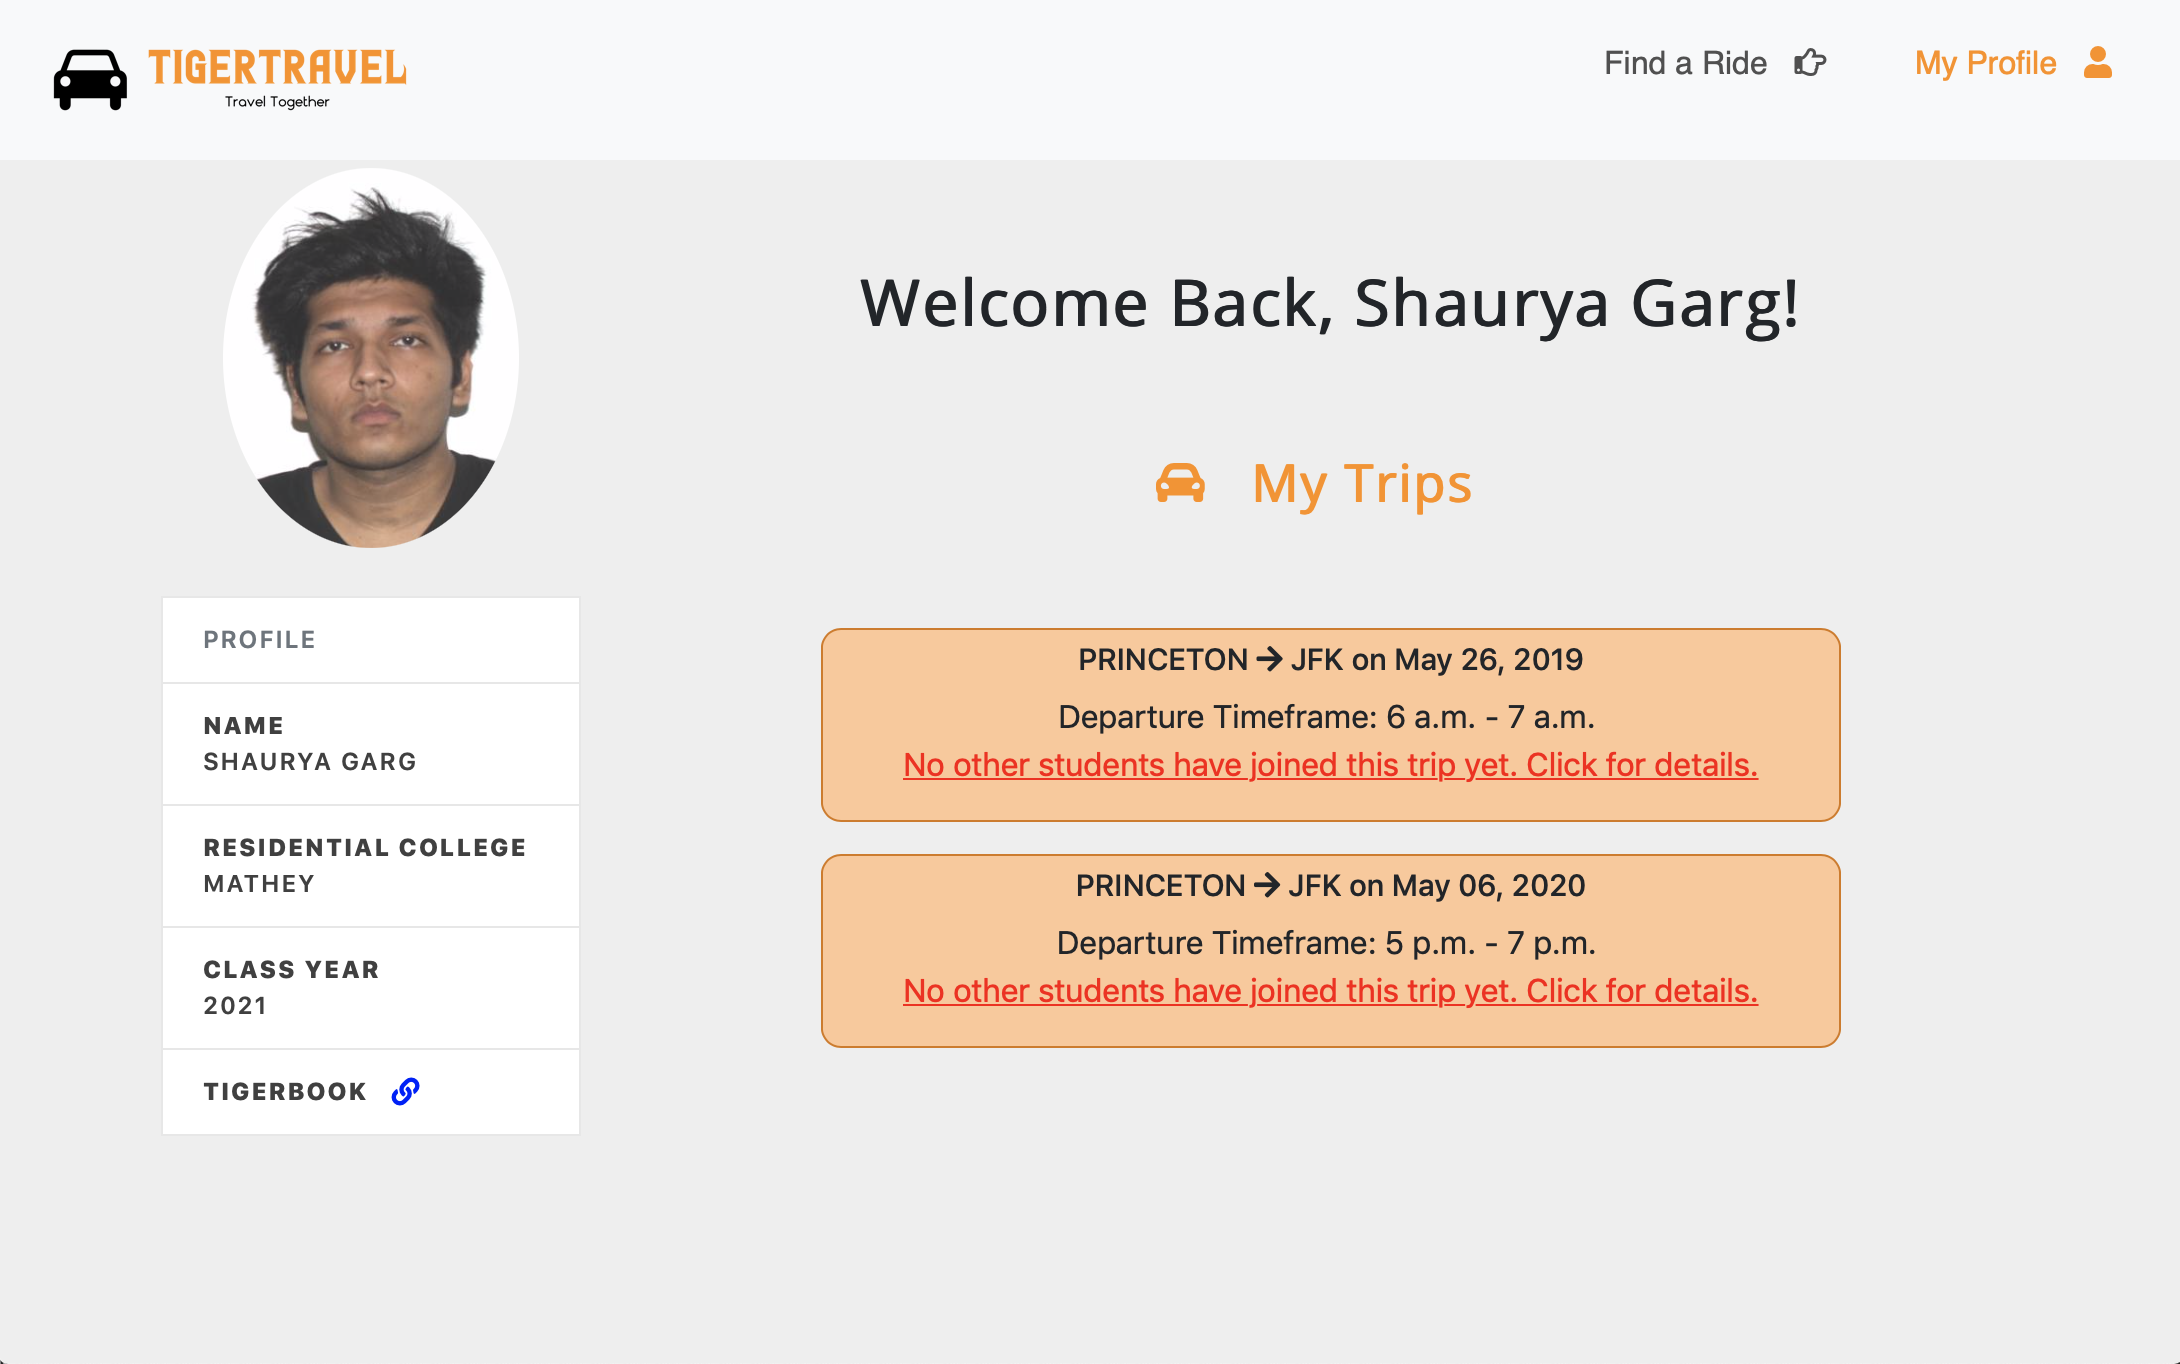 TIGERTRAVEL
Travel Together
Find a Ride
My Profile
Welcome Back, Shaurya Garg!
My Trips
PROFILE
NAME
SHAURYA GARG
RESIDENTIAL COLLEGE
MATHEY
CLASS YEAR
2021
TIGERBOOK
PRINCETON → JFK on May 26, 2019
Departure Timeframe: 6 a.m. - 7 a.m.
No other students have joined this trip yet. Click for details.
PRINCETON → JFK on May 06, 2020
Departure Timeframe: 5 p.m. - 7 p.m.
No other students have joined this trip yet. Click for details.